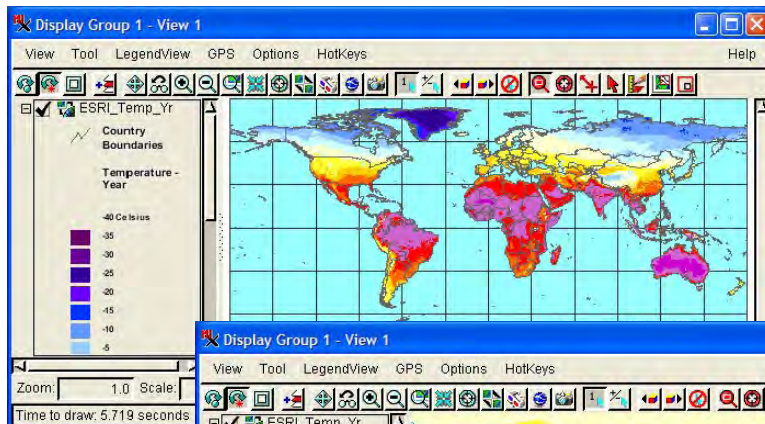 Display Group 1 - View 1
View Tool LegendView GPS Options HotKeys Help
ESRI_Temp_Yr
Country
Boundaries
Temperature -
Year
-40 Celsius
-35
-30
-25
-20
-15
-10
-5
Zoom: 1.0 Scale:
Time to draw: 5.719 seconds
Display Group 1 - View 1
View Tool LegendView GPS Options HotKeys
ESRI_Temp_Yr